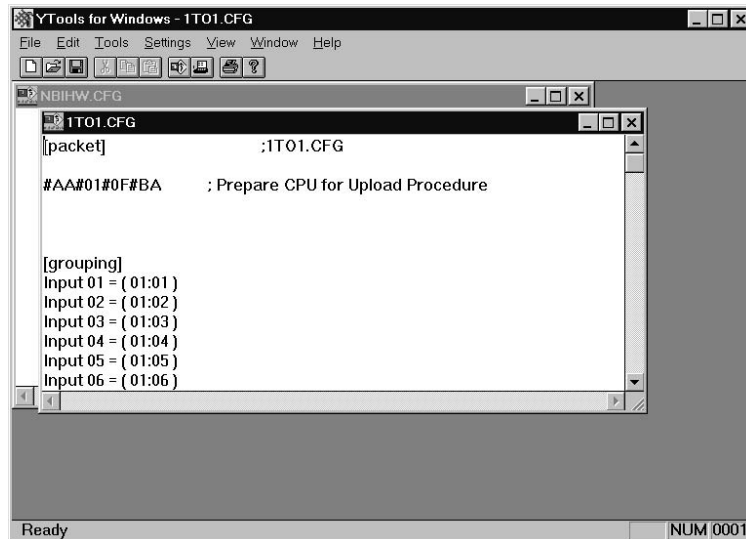 YTools for Windows - 1TO1.CFG
File Edit Tools Settings View Window Help
NBIHW.CFG
1TO1.CFG
[packet] ;1TO1.CFG
#AA#01#0F#BA ; Prepare CPU for Upload Procedure
[grouping]
Input 01 = ( 01:01 )
Input 02 = ( 01:02 )
Input 03 = ( 01:03 )
Input 04 = ( 01:04 )
Input 05 = ( 01:05 )
Input 06 = ( 01:06 )
Ready NUM 0001